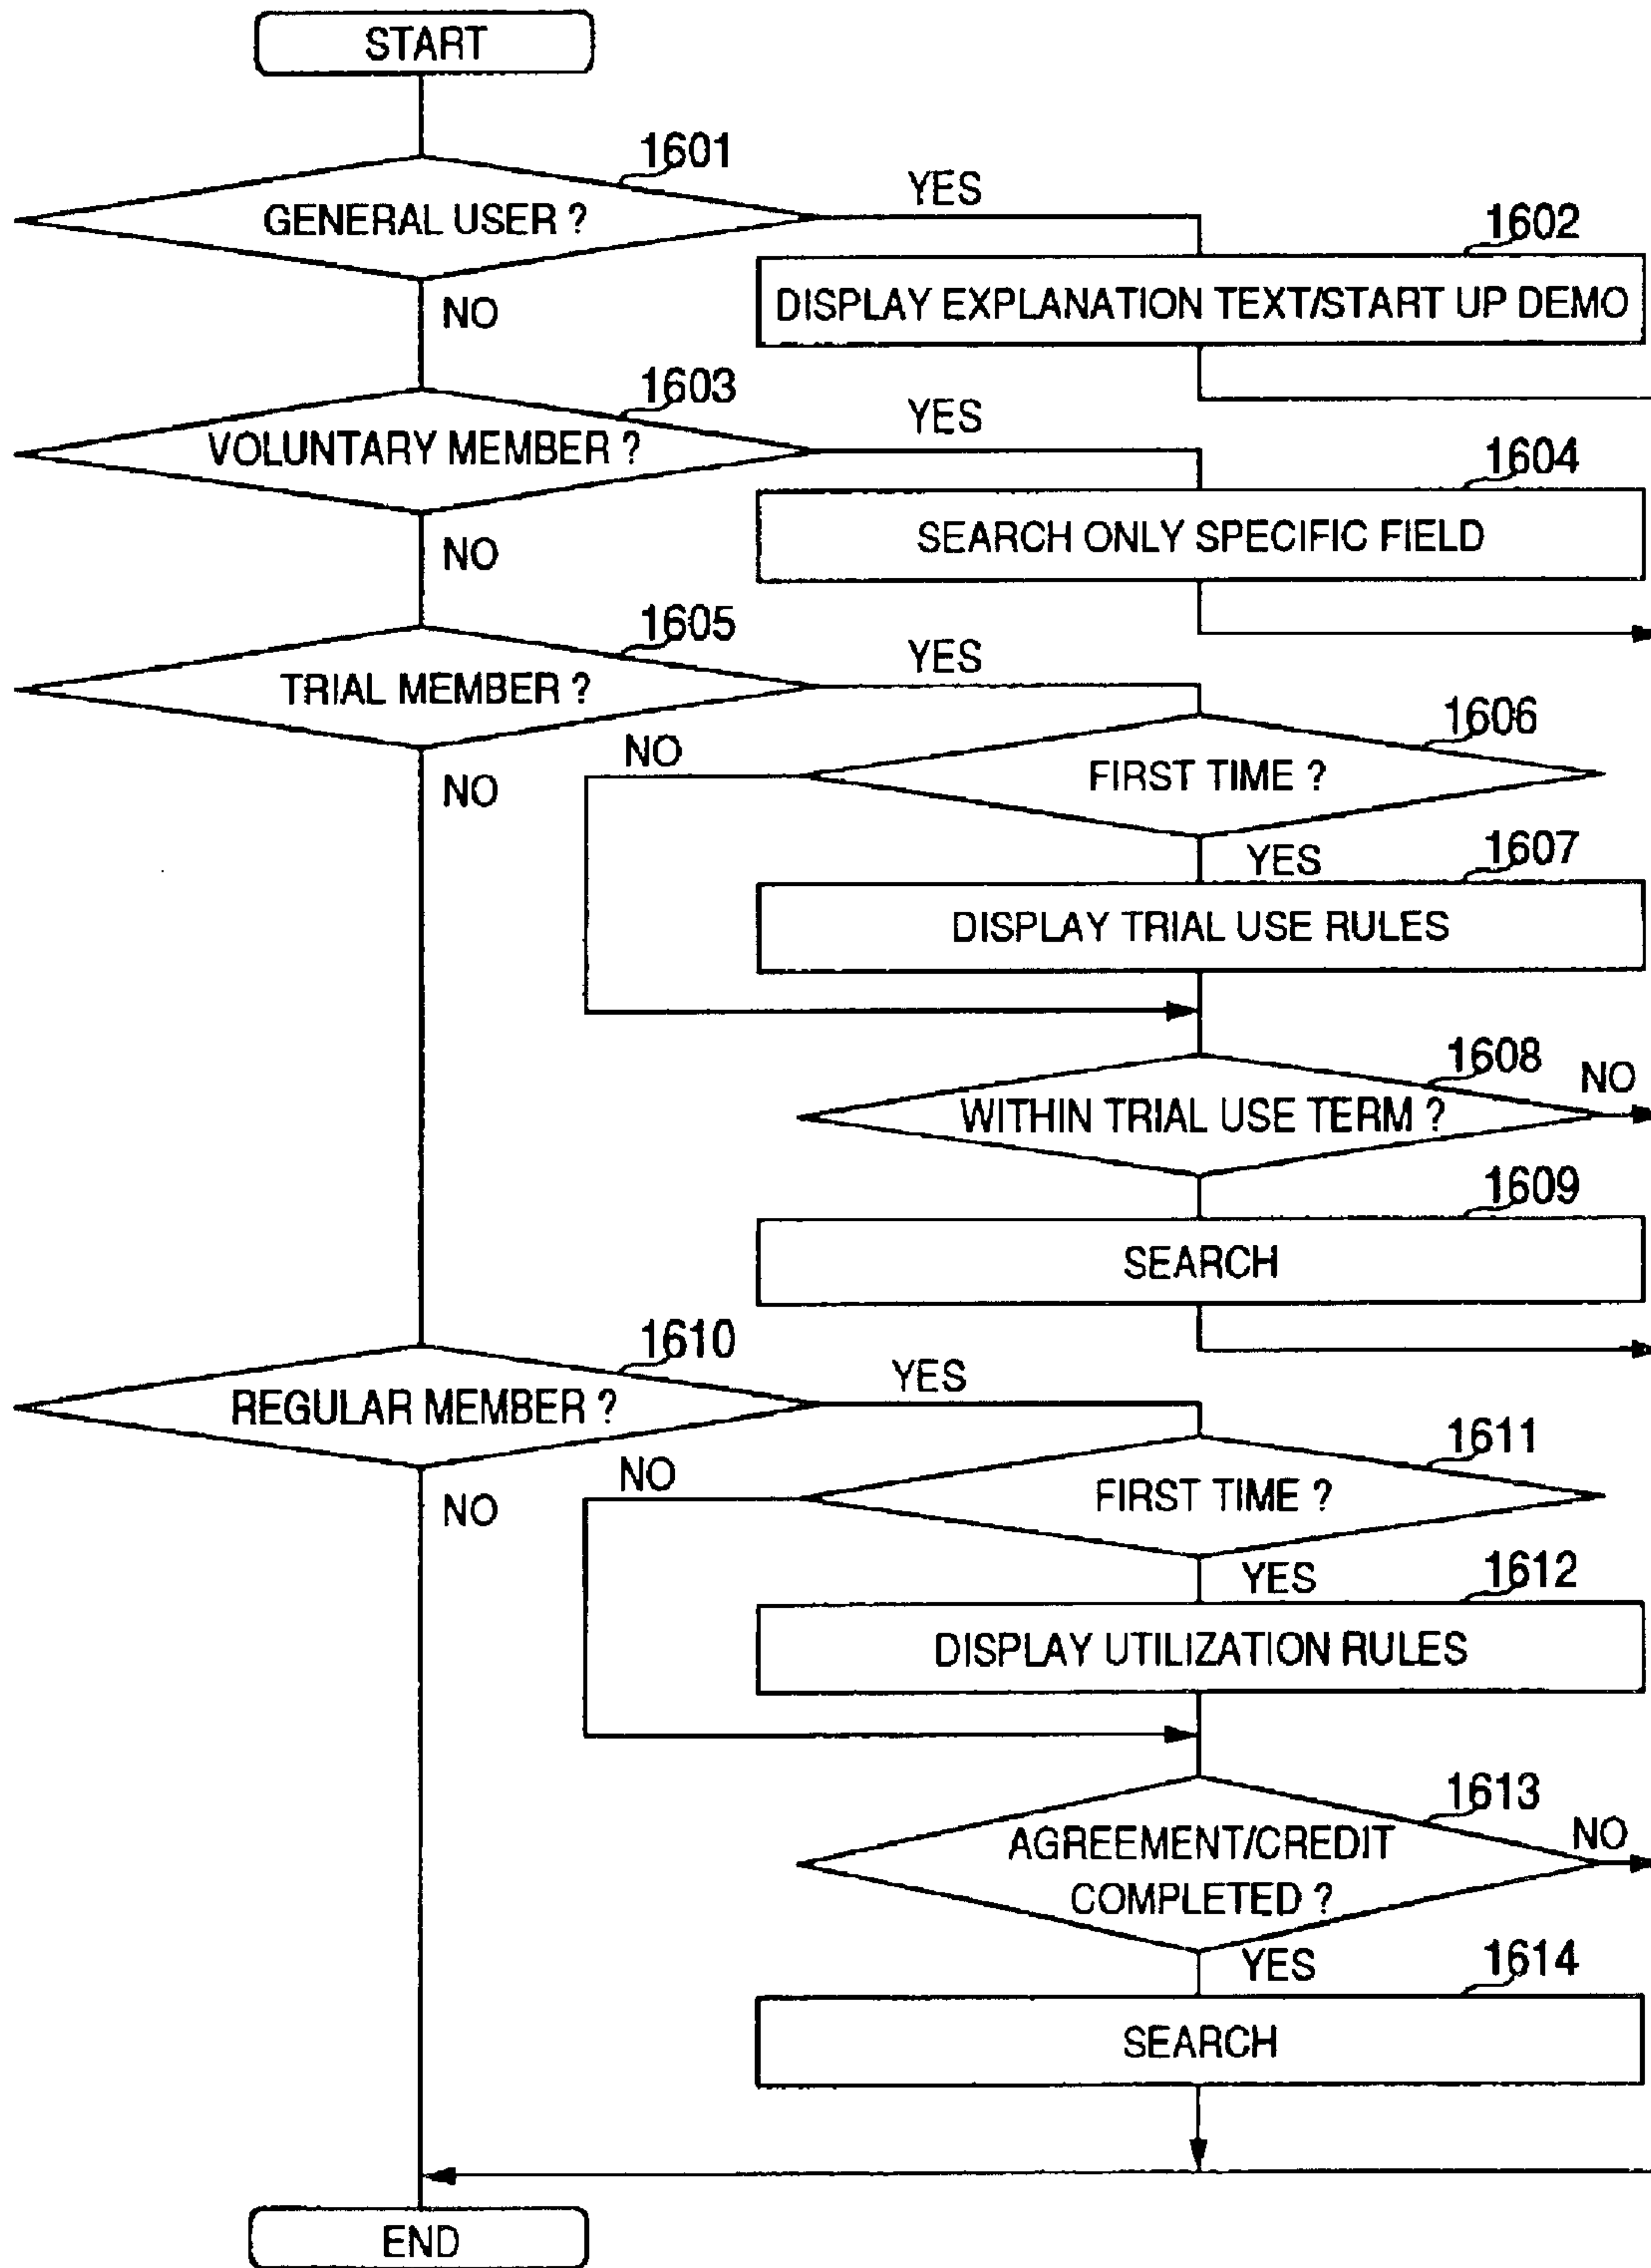 START
1601
GENERAL USER ?
YES
NO
1602
DISPLAY EXPLANATION TEXT/START UP DEMO
1603
VOLUNTARY MEMBER ?
YES
NO
1604
SEARCH ONLY SPECIFIC FIELD
1605
TRIAL MEMBER ?
YES
NO
1606
FIRST TIME ?
NO
YES
1607
DISPLAY TRIAL USE RULES
1608
WITHIN TRIAL USE TERM ?
NO
1609
SEARCH
1610
REGULAR MEMBER ?
YES
NO
1611
FIRST TIME ?
NO
YES
1612
DISPLAY UTILIZATION RULES
1613
AGREEMENT/CREDIT
COMPLETED ?
NO
YES
1614
SEARCH
END